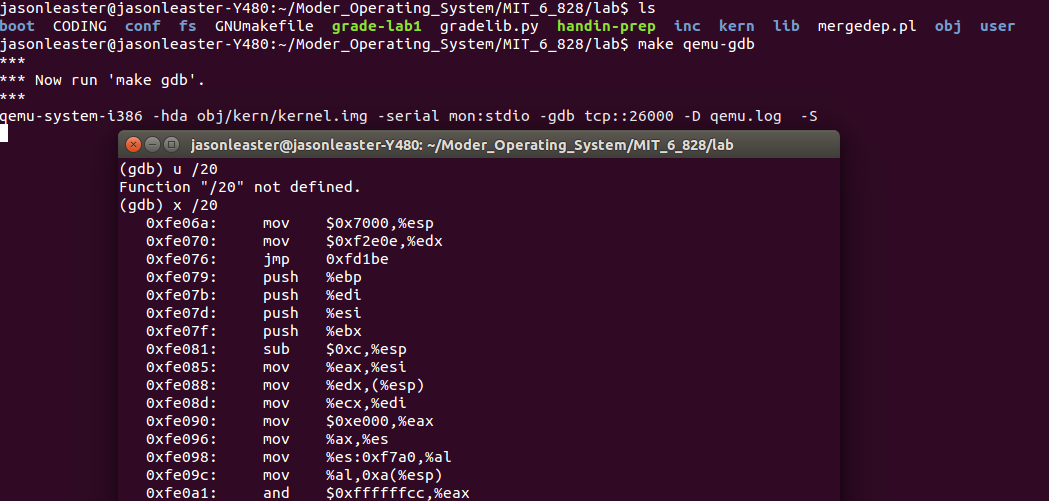 jasonleaster@jasonleaster-Y480:~/Moder_Operating_System/MIT_6_828/lab$ ls
boot  CODING  conf  fs  GNUmakefile  grade-lab1  gradelib.py  handin-prep  inc  kern  lib  mergedep.pl  obj  user
jasonleaster@jasonleaster-Y480:~/Moder_Operating_System/MIT_6_828/lab$ make qemu-gdb
***
*** Now run 'make gdb'.
***
qemu-system-i386 -hda obj/kern/kernel.img -serial mon:stdio -gdb tcp::26000 -D qemu.log  -S
jasonleaster@jasonleaster-Y480: ~/Moder_Operating_System/MIT_6_828/lab
(gdb) u /20
Function "/20" not defined.
(gdb) x /20
   0xfe06a:     mov    $0x7000,%esp
   0xfe070:     mov    $0xf2e0e,%edx
   0xfe076:     jmp    0xfd1be
   0xfe079:     push   %ebp
   0xfe07b:     push   %edi
   0xfe07d:     push   %esi
   0xfe07f:     push   %ebx
   0xfe081:     sub    $0xc,%esp
   0xfe085:     mov    %eax,%esi
   0xfe088:     mov    %edx,(%esp)
   0xfe08d:     mov    %ecx,%edi
   0xfe090:     mov    $0xe000,%eax
   0xfe096:     mov    %ax,%es
   0xfe098:     mov    %es:0xf7a0,%al
   0xfe09c:     mov    %al,0xa(%esp)
   0xfe0a1:     and    $0xffffffcc,%eax